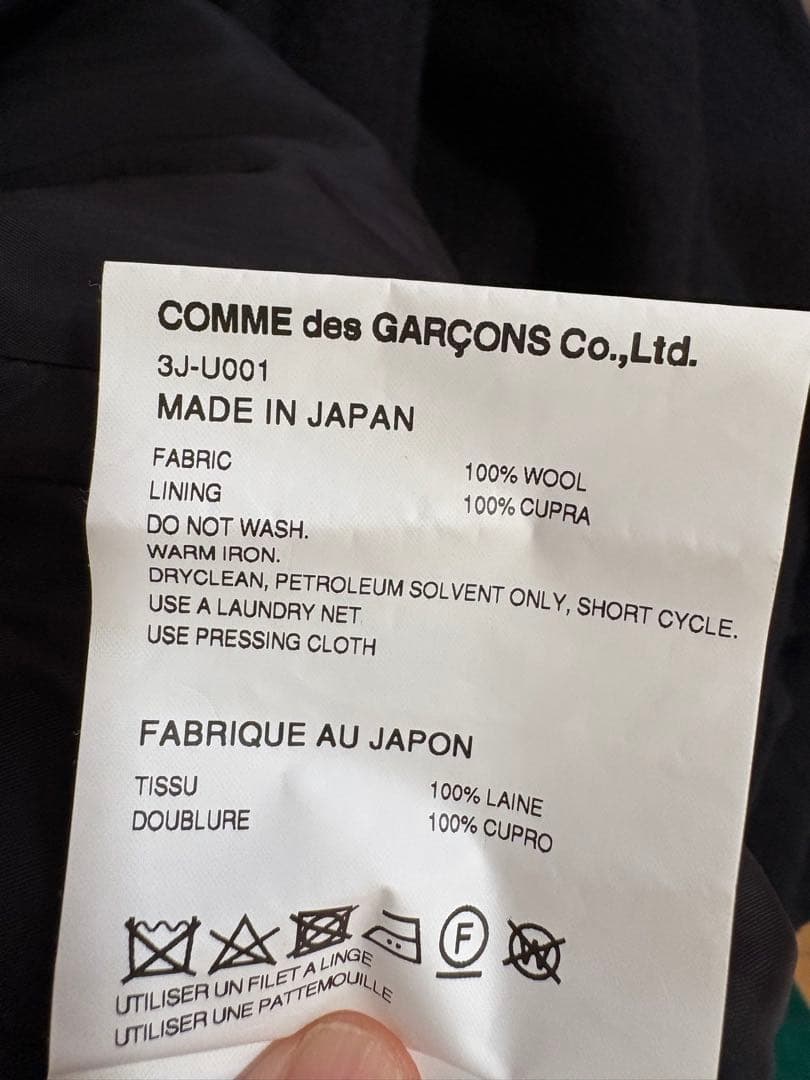 COMME des GARÇONS Co.,Ltd.
3J-U001
MADE IN JAPAN
FABRIC 100% WOOL
LINING 100% CUPRA
DO NOT WASH.
WARM IRON.
DRYCLEAN, PETROLEUM SOLVENT ONLY, SHORT CYCLE.
USE A LAUNDRY NET
USE PRESSING CLOTH
FABRIQUE AU JAPON
TISSU 100% LAINE
DOUBLURE 100% CUPRO
F W
UTILISER UN FILET A LINGE
UTILISER UNE PATTEMOUILLE